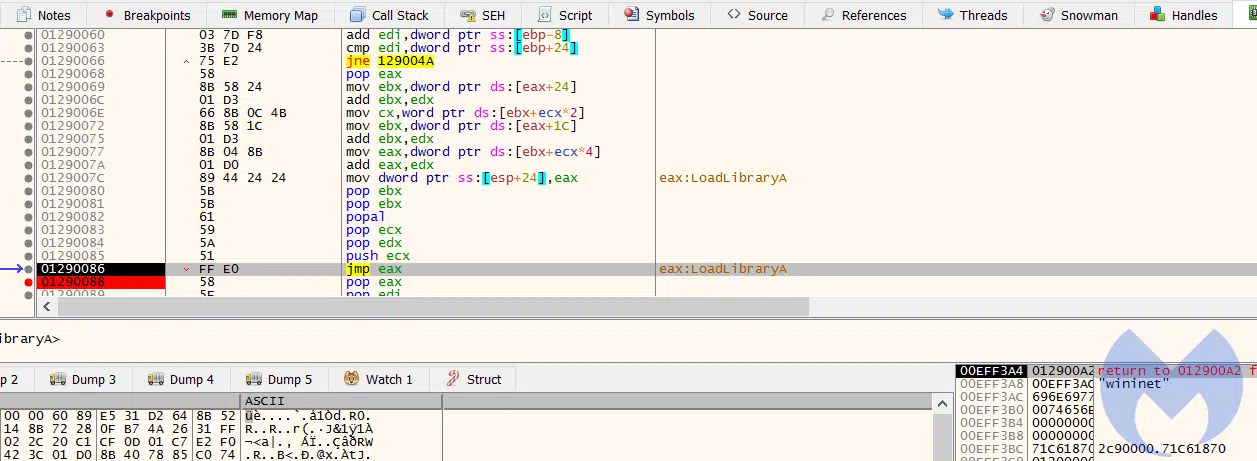 Notes Breakpoints Memory Map Call Stack SEH Script Symbols Source References Threads Snowman Handles
01290060 03 7D F8 add edi,dword ptr ss:[ebp-8]
01290063 3B 7D 24 cmp edi,dword ptr ss:[ebp+24]
01290066 75 E2 jne 129004A
01290068 58 pop eax
01290069 8B 58 24 mov ebx,dword ptr ds:[eax+24]
0129006C 01 D3 add ebx,edx
0129006E 66 8B 0C 4B mov cx,word ptr ds:[ebx+ecx*2]
01290072 8B 58 1C mov ebx,dword ptr ds:[eax+1C]
01290075 01 D3 add ebx,edx
01290077 8B 04 8B mov eax,dword ptr ds:[ebx+ecx*4]
0129007A 01 D0 add eax,edx
0129007C 89 44 24 24 mov dword ptr ss:[esp+24],eax eax:LoadLibraryA
01290080 5B pop ebx
01290081 5B pop ebx
01290082 61 popal
01290083 59 pop ecx
01290084 5A pop edx
01290085 51 push ecx
01290086 FF E0 jmp eax eax:LoadLibraryA
01290088 58 pop eax
01290089 5F pop edi
ibraryA>
p 2 Dump 3 Dump 4 Dump 5 Watch 1 Struct
ASCII
00 00 60 89 E5 31 D2 64 8B 52 üè....`.å1Òd.R0.
14 8B 72 28 0F B7 4A 26 31 FF .R..R..r(.·J&1ÿ1À
02 2C 20 C1 CF 0D 01 C7 E2 F0 ¬<a|., ÁÏ..ÇâðRW
42 3C 01 D0 8B 40 78 85 C0 74 .R..B<.Ð.@x.ÀtJ.
00EFF3A4 012900A2 return to 012900A2 f
00EFF3A8 00EFF3AC "wininet"
00EFF3AC 696E6977
00EFF3B0 0074656E
00EFF3B4 00000000
00EFF3B8 00000000
00EFF3BC 71C61870 2c90000.71C61870